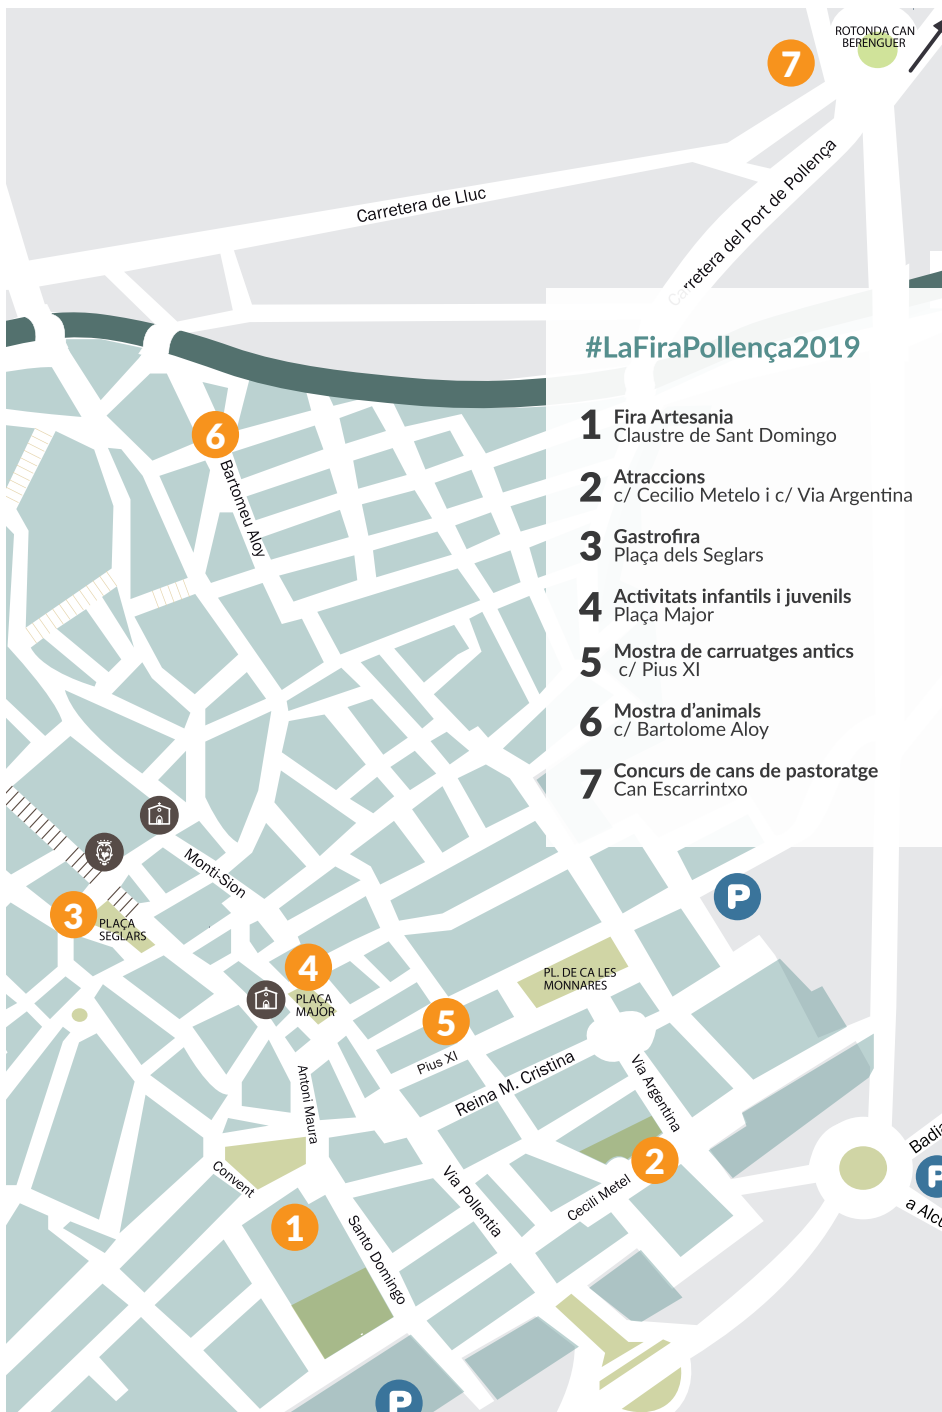 ROTONDA CAN
BERENGUER
7
Carretera de Lluc
Carretera del Port de Pollença
#LaFiraPollença2019
1 Fira Artesania
Claustre de Sant Domingo
2 Atraccions
c/ Cecilio Metelo i c/ Via Argentina
3 Gastrofira
Plaça dels Seglars
4 Activitats infantils i juvenils
Plaça Major
5 Mostra de carruatges antics
c/ Pius XI
6 Mostra d'animals
c/ Bartolome Aloy
7 Concurs de cans de pastoratge
Can Escarrintxo
6
Bartomeu Aloy
Monti-Sion
P
3
PLAÇA
SEGLARS
4
PLAÇA
MAJOR
PL. DE CA LES
MONNARES
5
Pius XI
Reina M. Cristina
Via Argentina
Antoni Maura
2
Cecili Metel
Convent
Via Pollentia
1
Santo Domingo
Badia
P
a Alcu
P